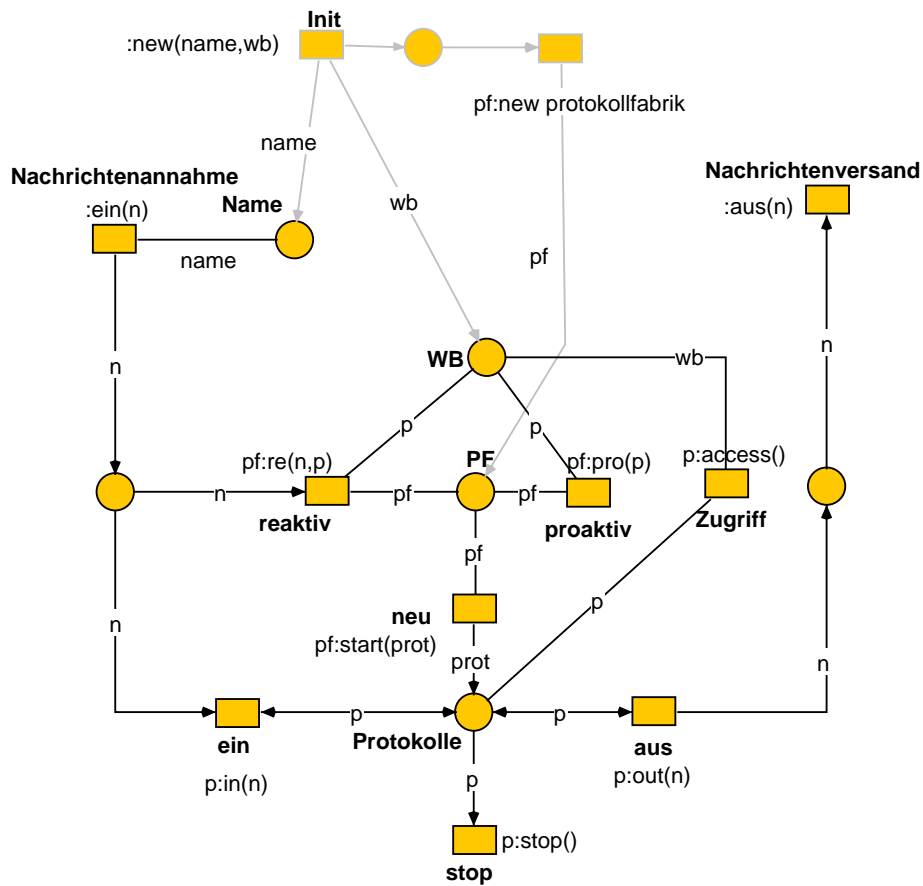 Init
:new(name,wb)
pf:new protokollfabrik
name
Nachrichtenannahme
Nachrichtenversand
:ein(n)
Name
wb
:aus(n)
name
pf
n
n
WB
wb
p
p
pf:re(n,p)
PF
pf:pro(p)
p:access()
n
pf
pf
reaktiv
proaktiv
Zugriff
pf
n
neu
p
pf:start(prot)
prot
n
p
p
ein
Protokolle
aus
p:in(n)
p
p:out(n)
p:stop()
stop